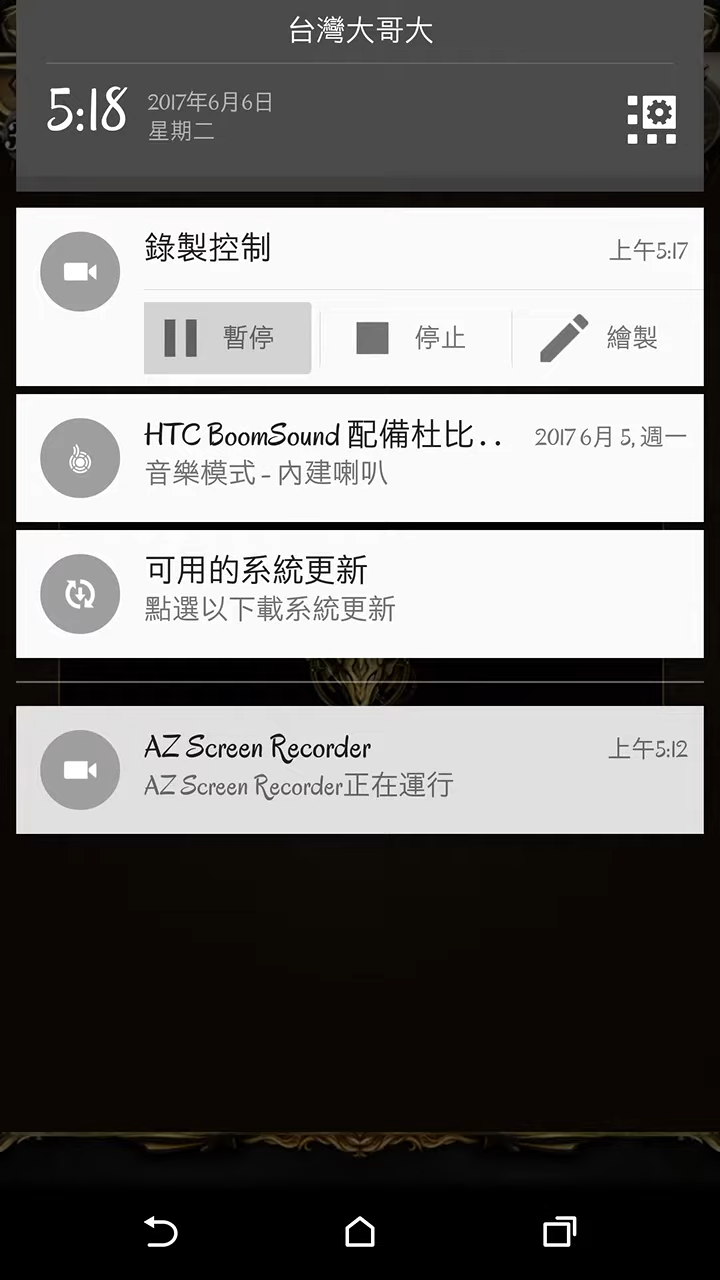 台灣大哥大
5:18
2017年6月6日
星期二
錄製控制
上午5:17
暫停
停止
繪製
HTC BoomSound 配備杜比..
2017 6月 5, 週一
音樂模式 - 內建喇叭
可用的系統更新
點選以下載系統更新
AZ Screen Recorder
上午5:12
AZ Screen Recorder正在運行